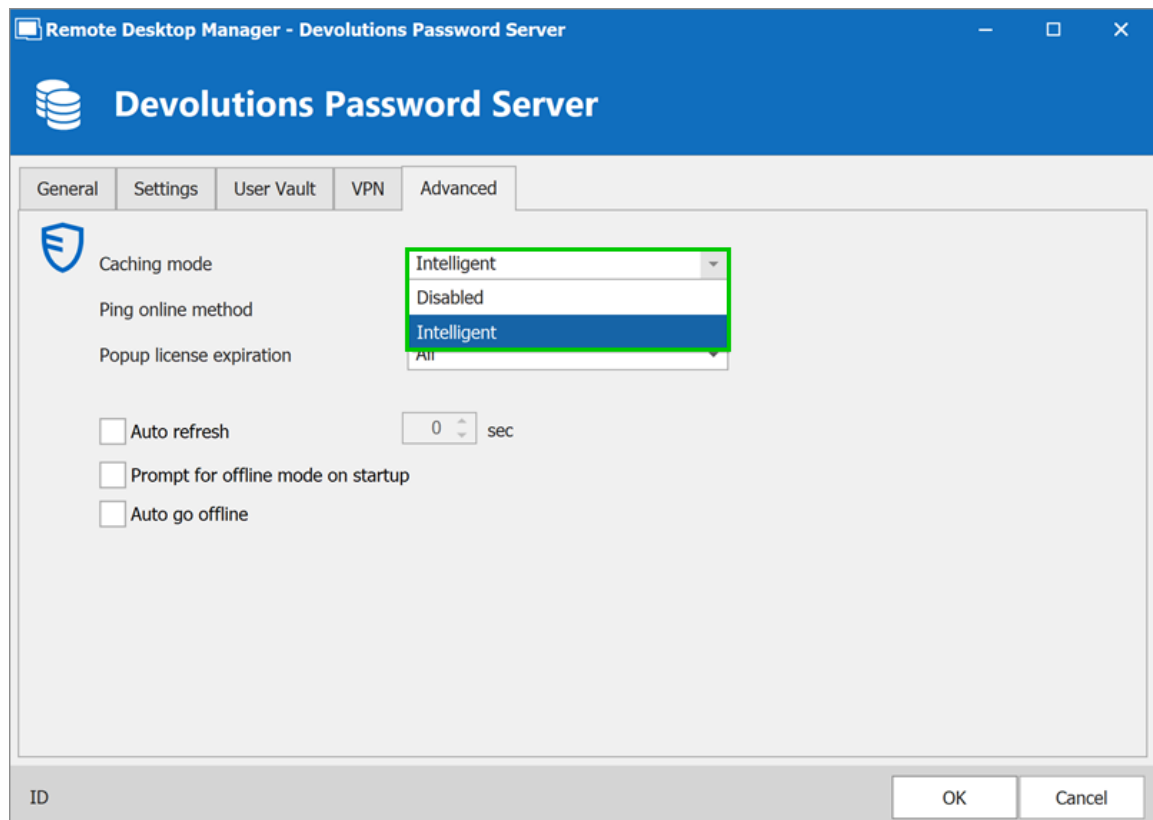 Remote Desktop Manager - Devolutions Password Server
Devolutions Password Server
General Settings User Vault VPN Advanced
Caching mode Intelligent
Disabled
Ping online method
Intelligent
Popup license expiration All
Auto refresh 0 sec
Prompt for offline mode on startup
Auto go offline
ID OK Cancel